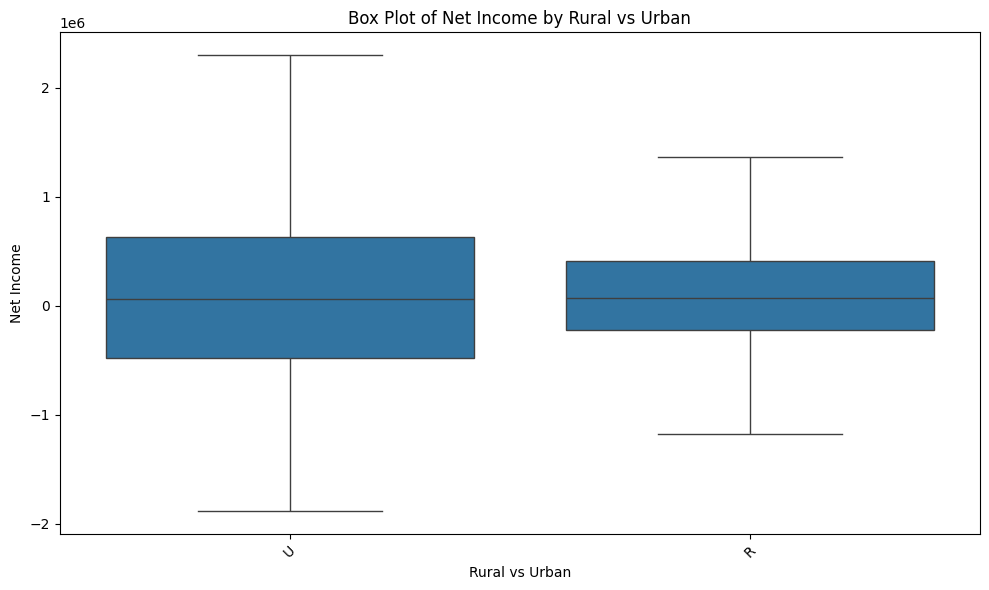 Box Plot of Net Income by Rural vs Urban
1e6
2
1
0
−1
−2
Net Income
U
R
Rural vs Urban